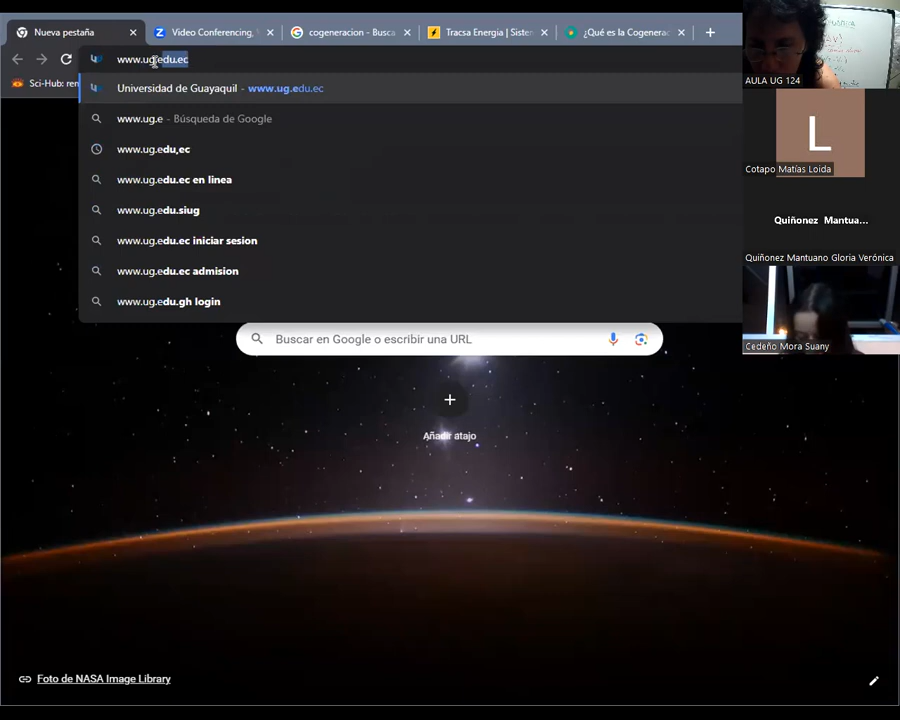 Nueva pestaña
Video Conferencing,
cogeneracion - Busca
Tracsa Energia | Sister
¿Qué es la Cogenera
www.ug.edu.ec
Sci-Hub: ren
Universidad de Guayaquil - www.ug.edu.ec
www.ug.e - Búsqueda de Google
www.ug.edu,ec
www.ug.edu.ec en linea
www.ug.edu.siug
www.ug.edu.ec iniciar sesion
www.ug.edu.ec admision
www.ug.edu.gh login
Buscar en Google o escribir una URL
Añadir atajo
Foto de NASA Image Library
AULA UG 124
L
Cotapo Matías Loida
Quiñonez Mantua...
Quiñonez Mantuano Gloria Verónica
Cedeño Mora Suany